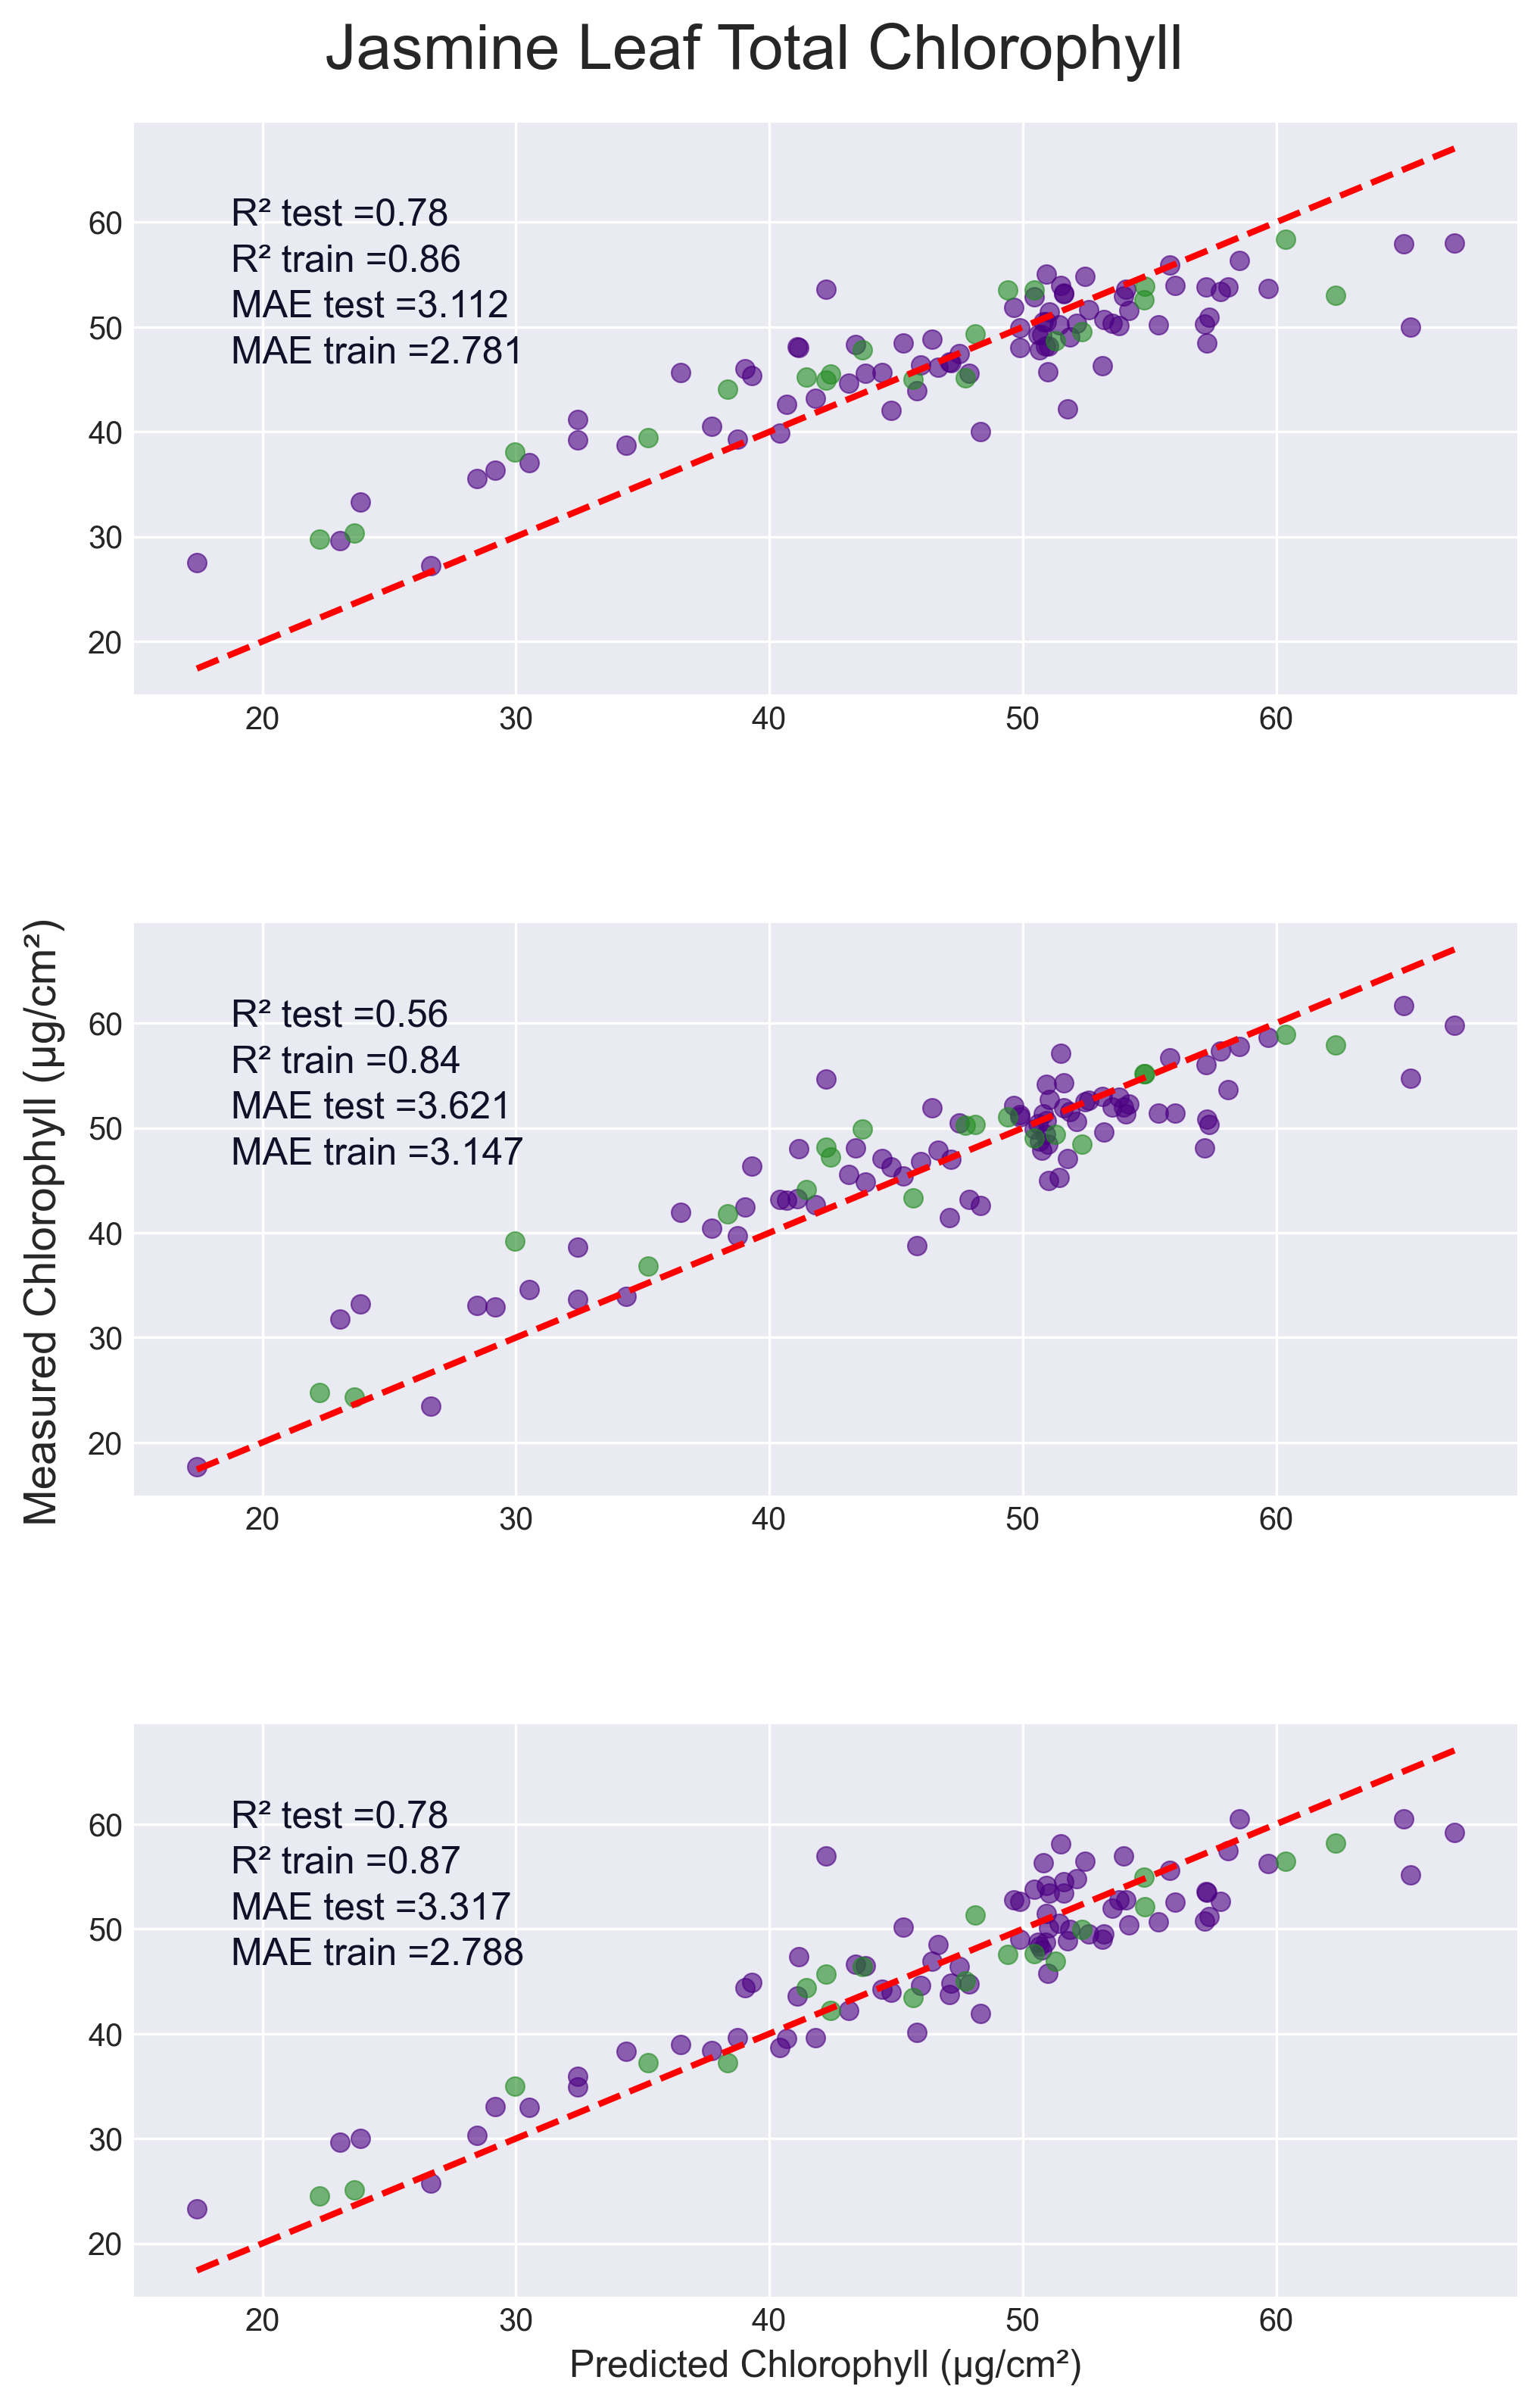 Jasmine Leaf Total Chlorophyll
R² test =0.78
R² train =0.86
MAE test =3.112
MAE train =2.781
60
50
40
30
20
20 30 40 50 60
Measured Chlorophyll (µg/cm²)
R² test =0.56
R² train =0.84
MAE test =3.621
MAE train =3.147
60
50
40
30
20
20 30 40 50 60
R² test =0.78
R² train =0.87
MAE test =3.317
MAE train =2.788
60
50
40
30
20
20 30 40 50 60
Predicted Chlorophyll (µg/cm²)